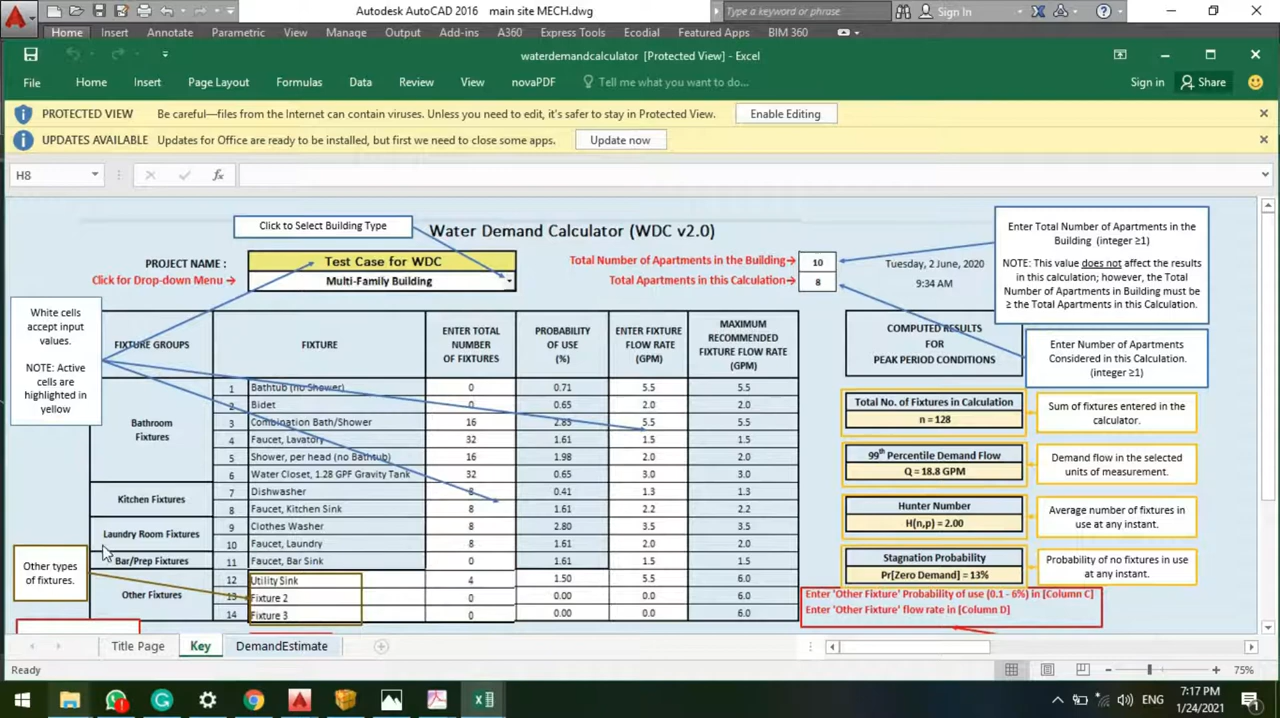 Autodesk AutoCAD 2016 main site MECH.dwg
Type a keyword or phrase
Sign In
Home Insert Annotate Parametric View Manage Output Add-ins A360 Express Tools Ecodial Featured Apps BIM 360
waterdemandcalculator [Protected View] - Excel
File Home Insert Page Layout Formulas Data Review View novaPDF Tell me what you want to do...
Sign in Share
PROTECTED VIEW Be careful—files from the Internet can contain viruses. Unless you need to edit, it's safer to stay in Protected View. Enable Editing
UPDATES AVAILABLE Updates for Office are ready to be installed, but first we need to close some apps. Update now
H8
Click to Select Building Type
Water Demand Calculator (WDC v2.0)
PROJECT NAME : Test Case for WDC
Click for Drop-down Menu → Multi-Family Building
Total Number of Apartments in the Building→ 10
Total Apartments in this Calculation→ 8
Tuesday, 2 June, 2020
9:34 AM
Enter Total Number of Apartments in the
Building (integer ≥1)
NOTE: This value does not affect the results
in this calculation; however, the Total
Number of Apartments in Building must be
≥ the Total Apartments in this Calculation.
Enter Number of Apartments
Considered in this Calculation.
(integer ≥1)
White cells
accept input
values.
NOTE: Active
cells are
highlighted in
yellow
FIXTURE GROUPS
FIXTURE
ENTER TOTAL
NUMBER
OF FIXTURES
PROBABILITY
OF USE
(%)
ENTER FIXTURE
FLOW RATE
(GPM)
MAXIMUM
RECOMMENDED
FIXTURE FLOW RATE
(GPM)
COMPUTED RESULTS
FOR
PEAK PERIOD CONDITIONS
Bathroom
Fixtures
1 Bathtub (no Shower) 0 0.71 5.5 5.5
2 Bidet 0 0.65 2.0 2.0
3 Combination Bath/Shower 16 2.83 5.5 5.5
4 Faucet, Lavatory 32 1.61 1.5 1.5
5 Shower, per head (no Bathtub) 16 1.98 2.0 2.0
6 Water Closet, 1.28 GPF Gravity Tank 32 0.65 3.0 3.0
Kitchen Fixtures
7 Dishwasher 8 0.41 1.3 1.3
8 Faucet, Kitchen Sink 8 1.61 2.2 2.2
Laundry Room Fixtures
9 Clothes Washer 8 2.80 3.5 3.5
10 Faucet, Laundry 8 1.61 2.0 2.0
Bar/Prep Fixtures
11 Faucet, Bar Sink 0 1.61 1.5 1.5
Other Fixtures
12 Utility Sink 4 1.50 5.5 6.0
13 Fixture 2 0 0.00 0.0 6.0
14 Fixture 3 0 0.00 0.0 6.0
Other types
of fixtures.
Total No. of Fixtures in Calculation
n = 128
Sum of fixtures entered in the
calculator.
99th Percentile Demand Flow
Q = 18.8 GPM
Demand flow in the selected
units of measurement.
Hunter Number
H(n,p) = 2.00
Average number of fixtures in
use at any instant.
Stagnation Probability
Pr[Zero Demand] = 13%
Probability of no fixtures in use
at any instant.
Enter 'Other Fixture' Probability of use (0.1 - 6%) in [Column C]
Enter 'Other Fixture' flow rate in [Column D]
Title Page Key DemandEstimate
Ready
75%
ENG
7:17 PM
1/24/2021